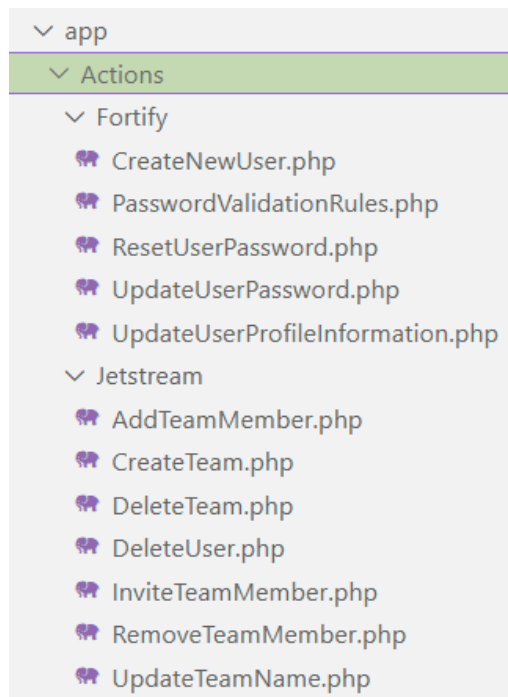 app
Actions
Fortify
CreateNewUser.php
PasswordValidationRules.php
ResetUserPassword.php
UpdateUserPassword.php
UpdateUserProfileInformation.php
Jetstream
AddTeamMember.php
CreateTeam.php
DeleteTeam.php
DeleteUser.php
InviteTeamMember.php
RemoveTeamMember.php
UpdateTeamName.php